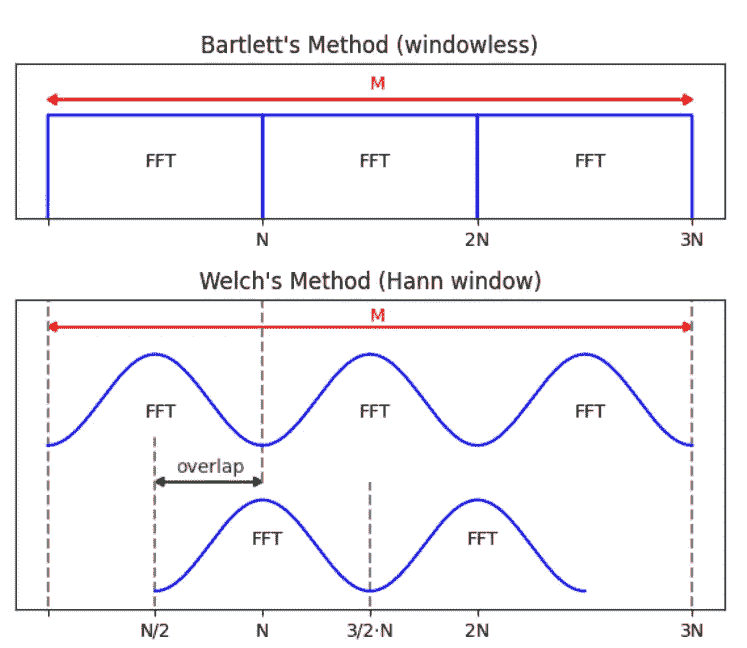 Bartlett's Method (windowless)
M
FFT FFT FFT
N 2N 3N
Welch's Method (Hann window)
M
FFT FFT FFT
overlap
FFT FFT
N/2 N 3/2·N 2N 3N